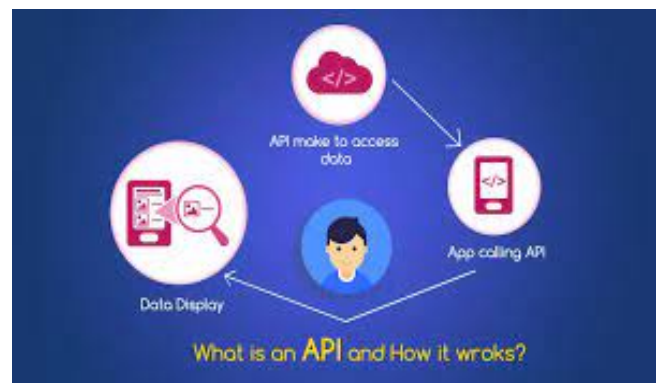 </>
API make to access
data
</>
App calling API
Data Display
What is an API and How it wroks?